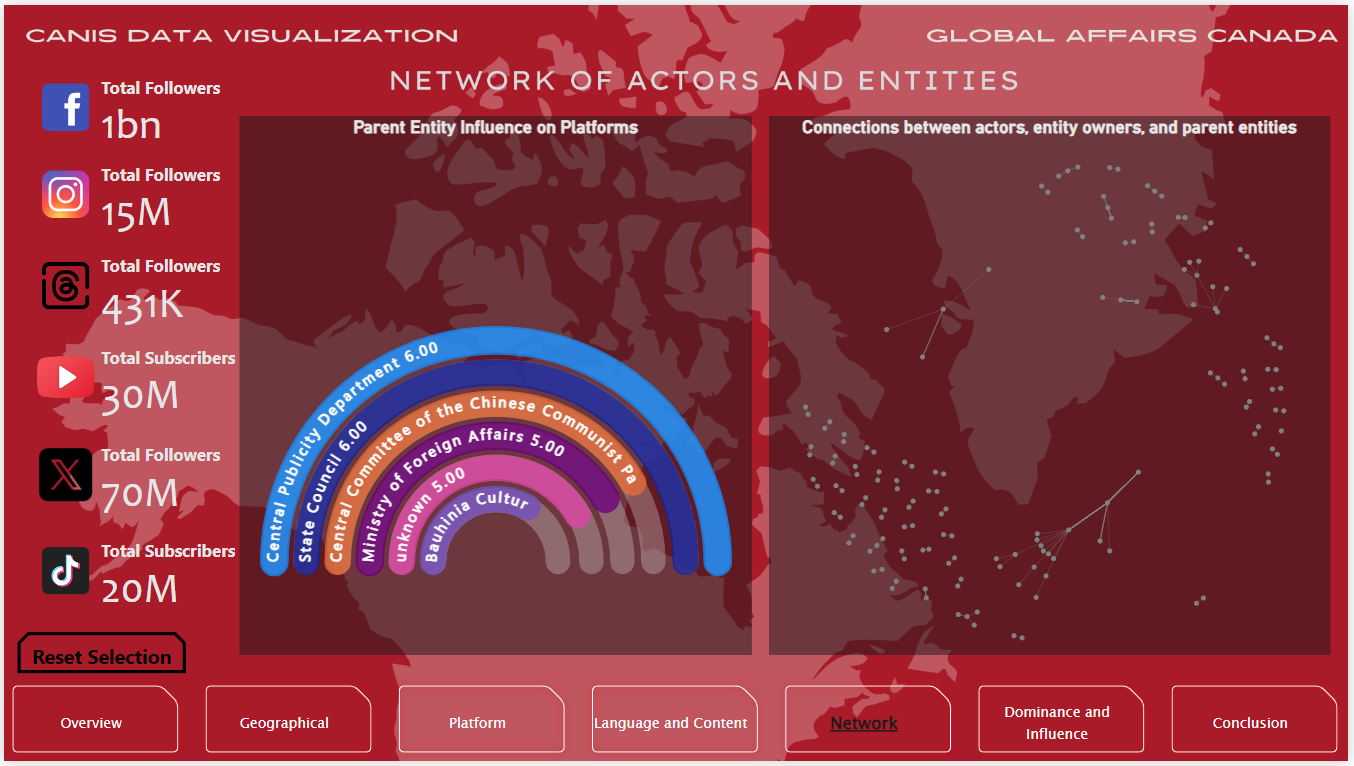 CANIS DATA VISUALIZATION
GLOBAL AFFAIRS CANADA
NETWORK OF ACTORS AND ENTITIES
Total Followers
1bn
Total Followers
15M
Total Followers
431K
Total Subscribers
30M
Total Followers
70M
Total Subscribers
20M
Reset Selection
Parent Entity Influence on Platforms
Central Publicity Department 6.00
State Council 6.00
Central Committee of the Chinese Communist Pa
Ministry of Foreign Affairs 5.00
unknown 5.00
Bauhinia Cultur
Connections between actors, entity owners, and parent entities
Overview
Geographical
Platform
Language and Content
Network
Dominance and
Influence
Conclusion